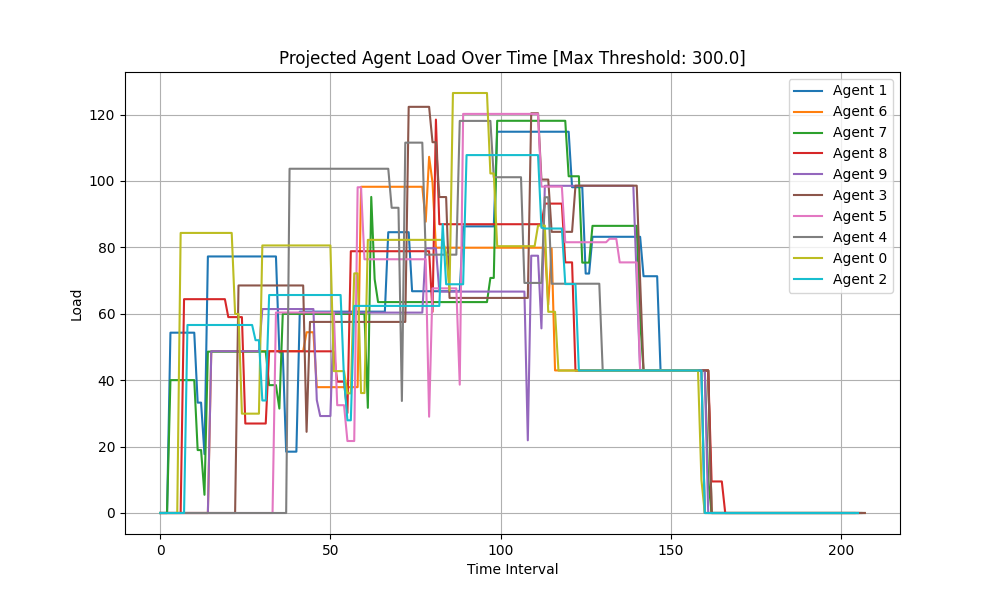 Projected Agent Load Over Time [Max Threshold: 300.0]
Load
120
100
80
60
40
20
0
0 50 100 150 200
Time Interval
Agent 1
Agent 6
Agent 7
Agent 8
Agent 9
Agent 3
Agent 5
Agent 4
Agent 0
Agent 2